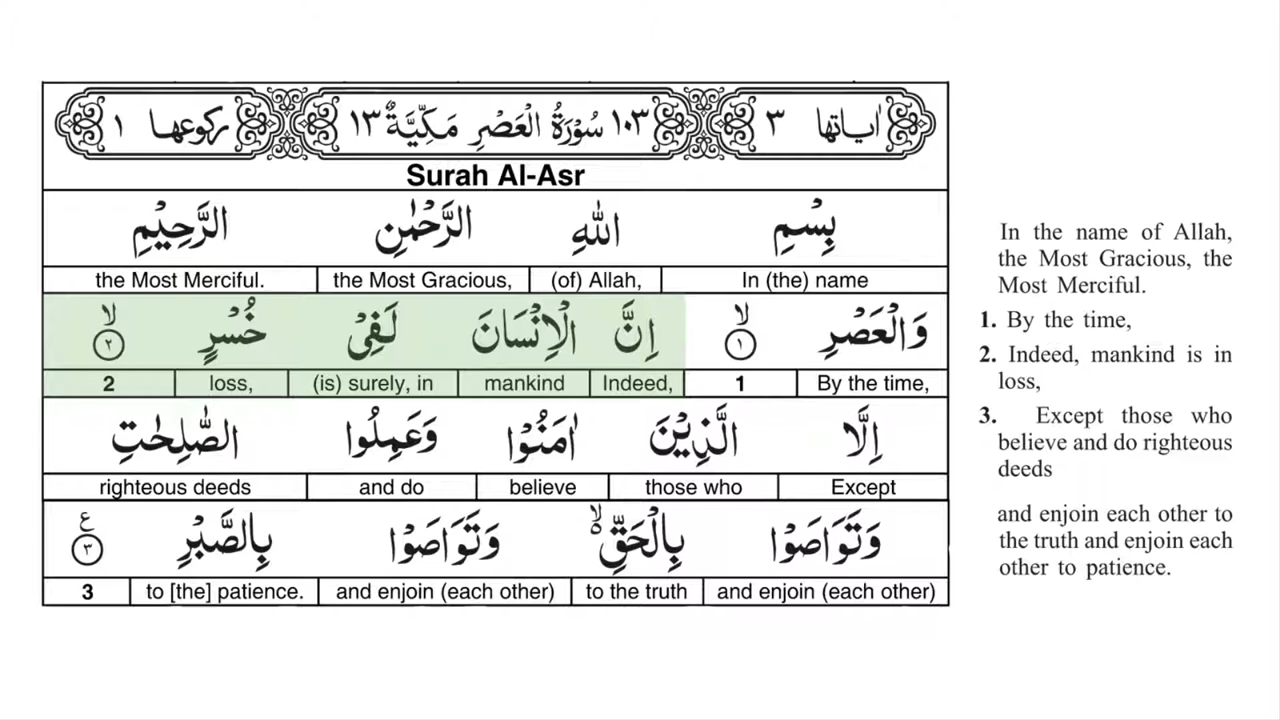 اٰیاتها ٣ ١٠٣ سُوْرَةُ الْعَصْرِ مَكِّيَّةٌ ١٣ رکوعها ١
Surah Al-Asr
بِسْمِ اللّٰهِ الرَّحْمٰنِ الرَّحِيْمِ
In (the) name (of) Allah, the Most Gracious, the Most Merciful.
وَالْعَصْرِ ۙ ١ اِنَّ الْاِنْسَانَ لَفِيْ خُسْرٍ ۙ ٢
By the time, 1 Indeed, mankind (is) surely, in loss, 2
اِلَّا الَّذِيْنَ اٰمَنُوْا وَعَمِلُوا الصّٰلِحٰتِ
Except those who believe and do righteous deeds
وَتَوَاصَوْا بِالْحَقِّ ۙ۬ وَتَوَاصَوْا بِالصَّبْرِ ٣ ع
and enjoin (each other) to the truth and enjoin (each other) to [the] patience. 3
In the name of Allah,
the Most Gracious, the
Most Merciful.
1. By the time,
2. Indeed, mankind is in
loss,
3. Except those who
believe and do righteous
deeds
and enjoin each other to
the truth and enjoin each
other to patience.